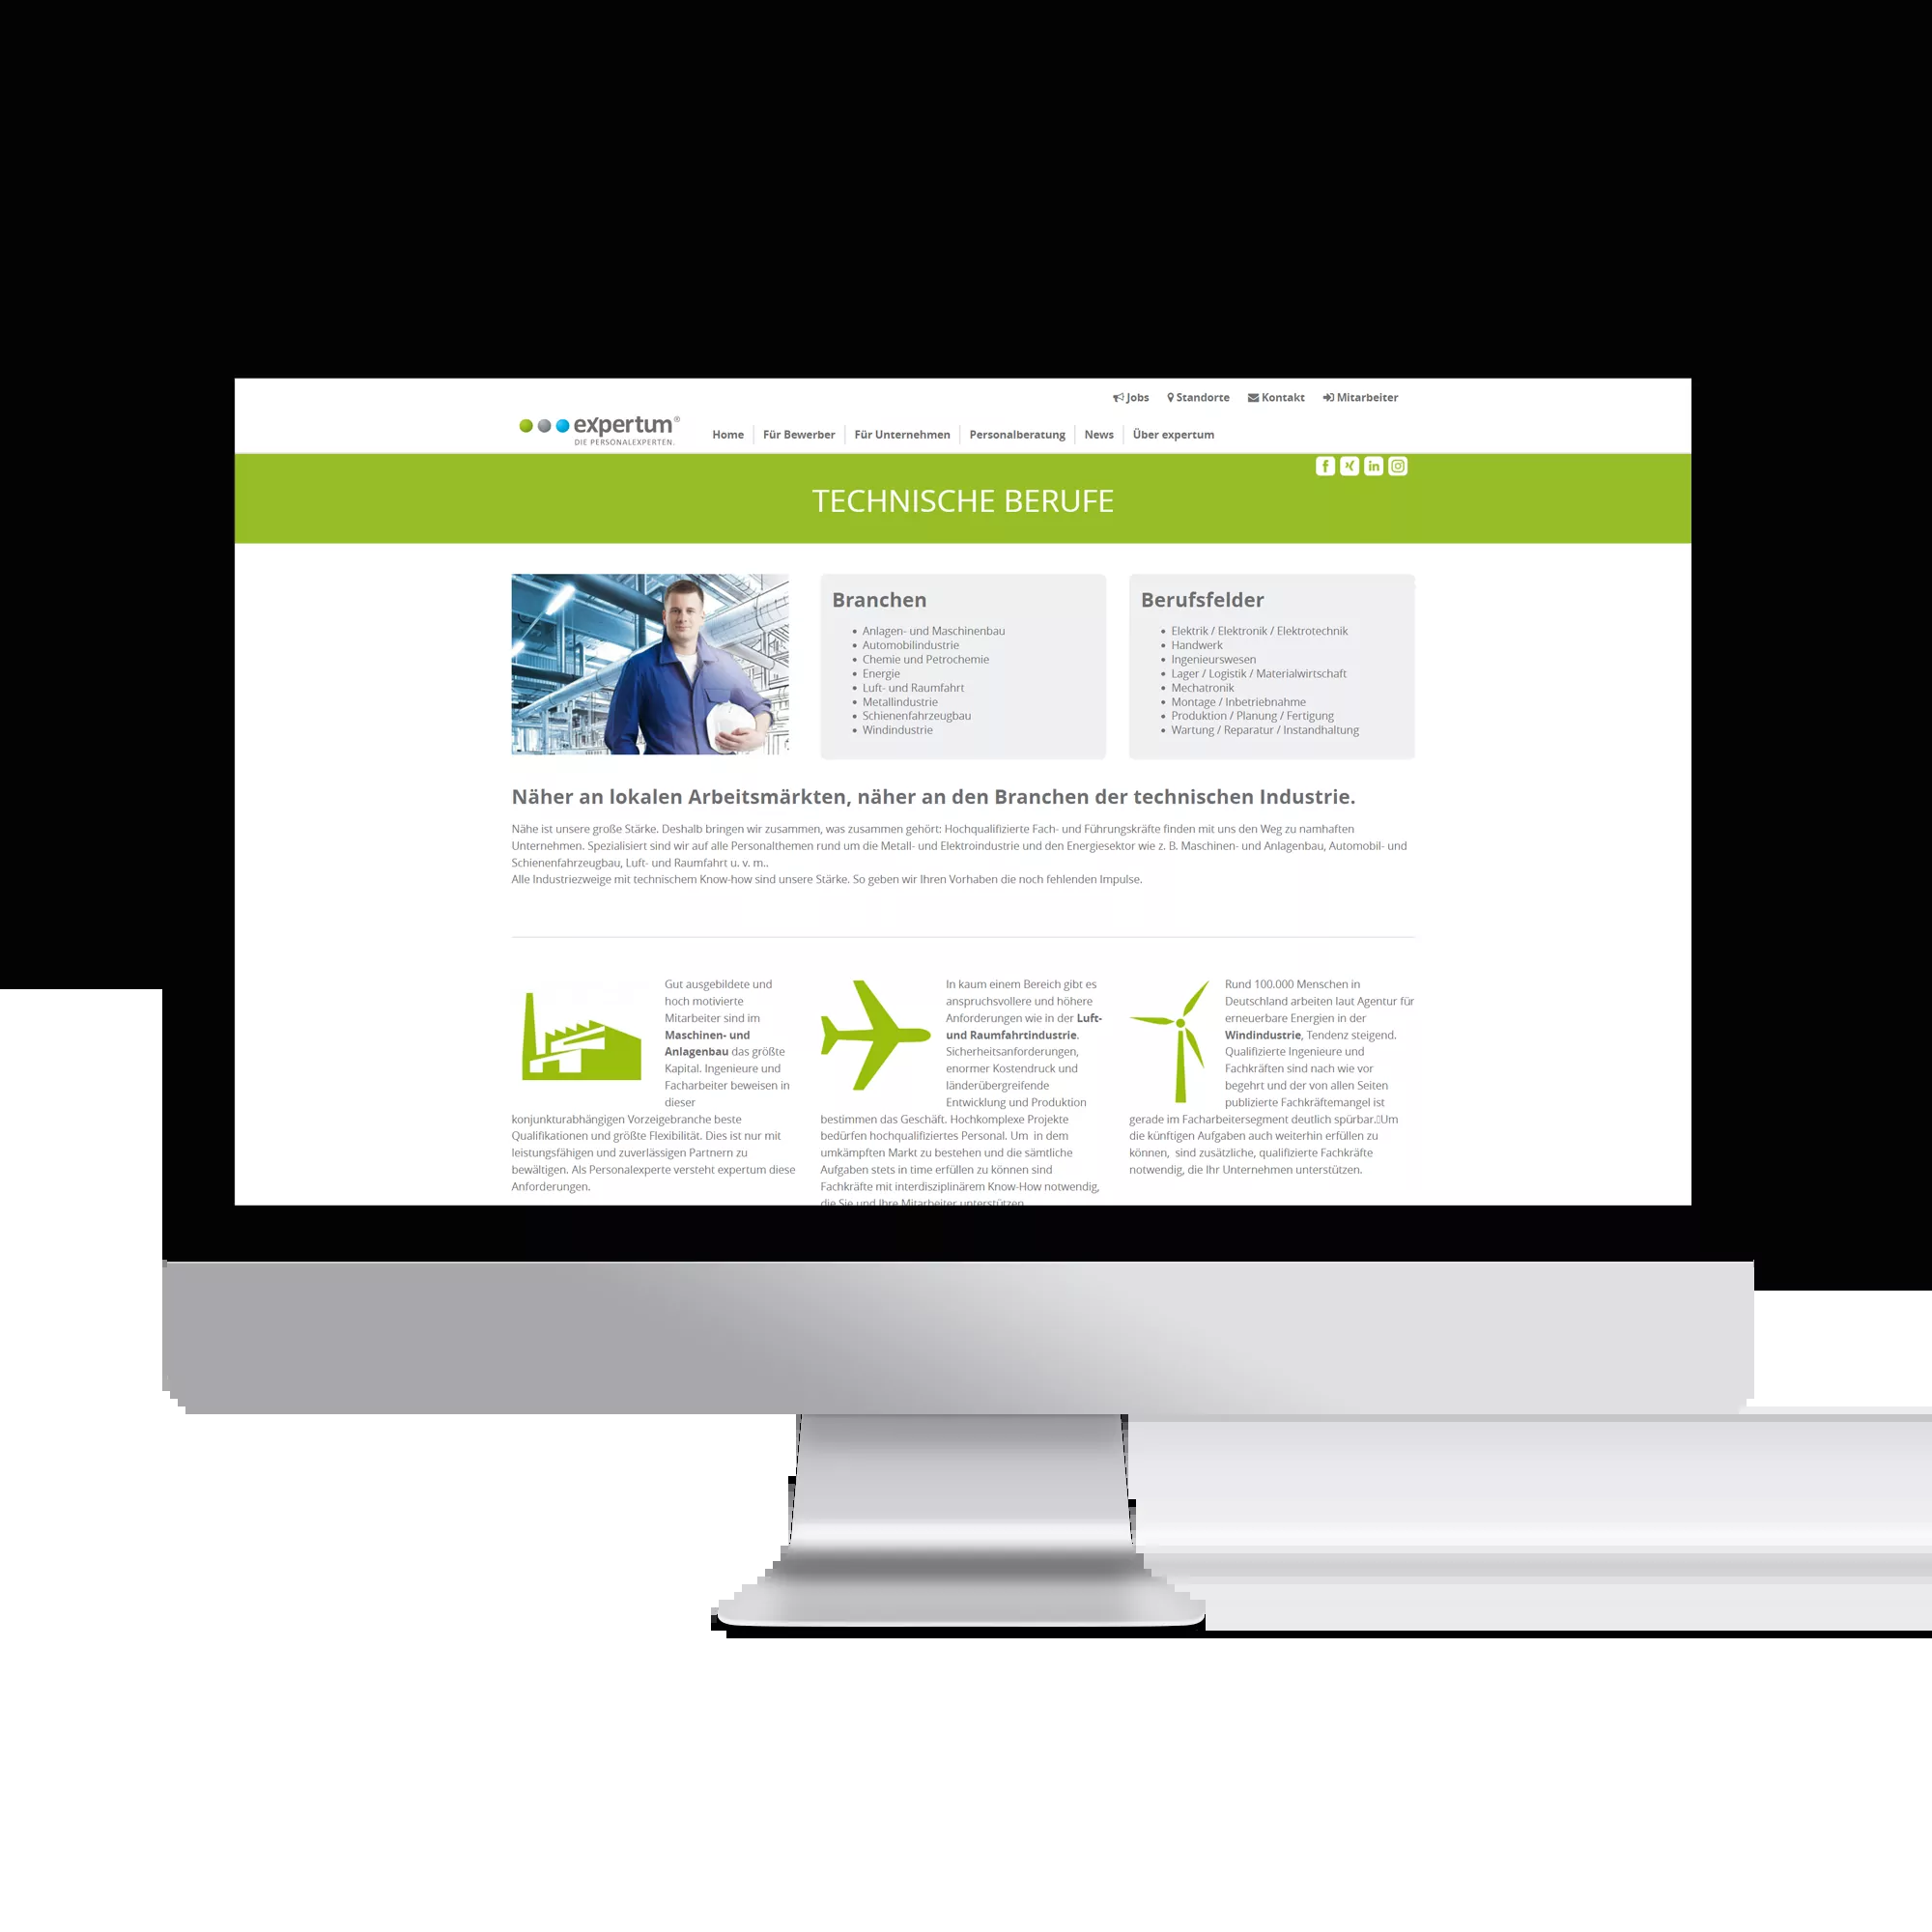 Jobs Standorte Kontakt Mitarbeiter
expertum®
DIE PERSONALEXPERTEN.
Home Für Bewerber Für Unternehmen Personalberatung News Über expertum
TECHNISCHE BERUFE
Branchen
• Anlagen- und Maschinenbau
• Automobilindustrie
• Chemie und Petrochemie
• Energie
• Luft- und Raumfahrt
• Metallindustrie
• Schienenfahrzeugbau
• Windindustrie
Berufsfelder
• Elektrik / Elektronik / Elektrotechnik
• Handwerk
• Ingenieurswesen
• Lager / Logistik / Materialwirtschaft
• Mechatronik
• Montage / Inbetriebnahme
• Produktion / Planung / Fertigung
• Wartung / Reparatur / Instandhaltung
Näher an lokalen Arbeitsmärkten, näher an den Branchen der technischen Industrie.
Nähe ist unsere große Stärke. Deshalb bringen wir zusammen, was zusammen gehört: Hochqualifizierte Fach- und Führungskräfte finden mit uns den Weg zu namhaften
Unternehmen. Spezialisiert sind wir auf alle Personalthemen rund um die Metall- und Elektroindustrie und den Energiesektor wie z. B. Maschinen- und Anlagenbau, Automobil- und
Schienenfahrzeugbau, Luft- und Raumfahrt u. v. m..
Alle Industriezweige mit technischem Know-how sind unsere Stärke. So geben wir Ihren Vorhaben die noch fehlenden Impulse.
Gut ausgebildete und
hoch motivierte
Mitarbeiter sind im
Maschinen- und
Anlagenbau das größte
Kapital. Ingenieure und
Facharbeiter beweisen in
dieser
konjunkturabhängigen Vorzeigebranche beste
Qualifikationen und größte Flexibilität. Dies ist nur mit
leistungsfähigen und zuverlässigen Partnern zu
bewältigen. Als Personalexperte versteht expertum diese
Anforderungen.
In kaum einem Bereich gibt es
anspruchsvollere und höhere
Anforderungen wie in der Luft-
und Raumfahrtindustrie.
Sicherheitsanforderungen,
enormer Kostendruck und
länderübergreifende
Entwicklung und Produktion
bestimmen das Geschäft. Hochkomplexe Projekte
bedürfen hochqualifiziertes Personal. Um in dem
umkämpften Markt zu bestehen und die sämtliche
Aufgaben stets in time erfüllen zu können sind
Fachkräfte mit interdisziplinärem Know-How notwendig,
die Sie und Ihre Mitarbeiter unterstützen
Rund 100.000 Menschen in
Deutschland arbeiten laut Agentur für
erneuerbare Energien in der
Windindustrie, Tendenz steigend.
Qualifizierte Ingenieure und
Fachkräften sind nach wie vor
begehrt und der von allen Seiten
publizierte Fachkräftemangel ist
gerade im Facharbeitersegment deutlich spürbar.Um
die künftigen Aufgaben auch weiterhin erfüllen zu
können, sind zusätzliche, qualifizierte Fachkräfte
notwendig, die Ihr Unternehmen unterstützen.